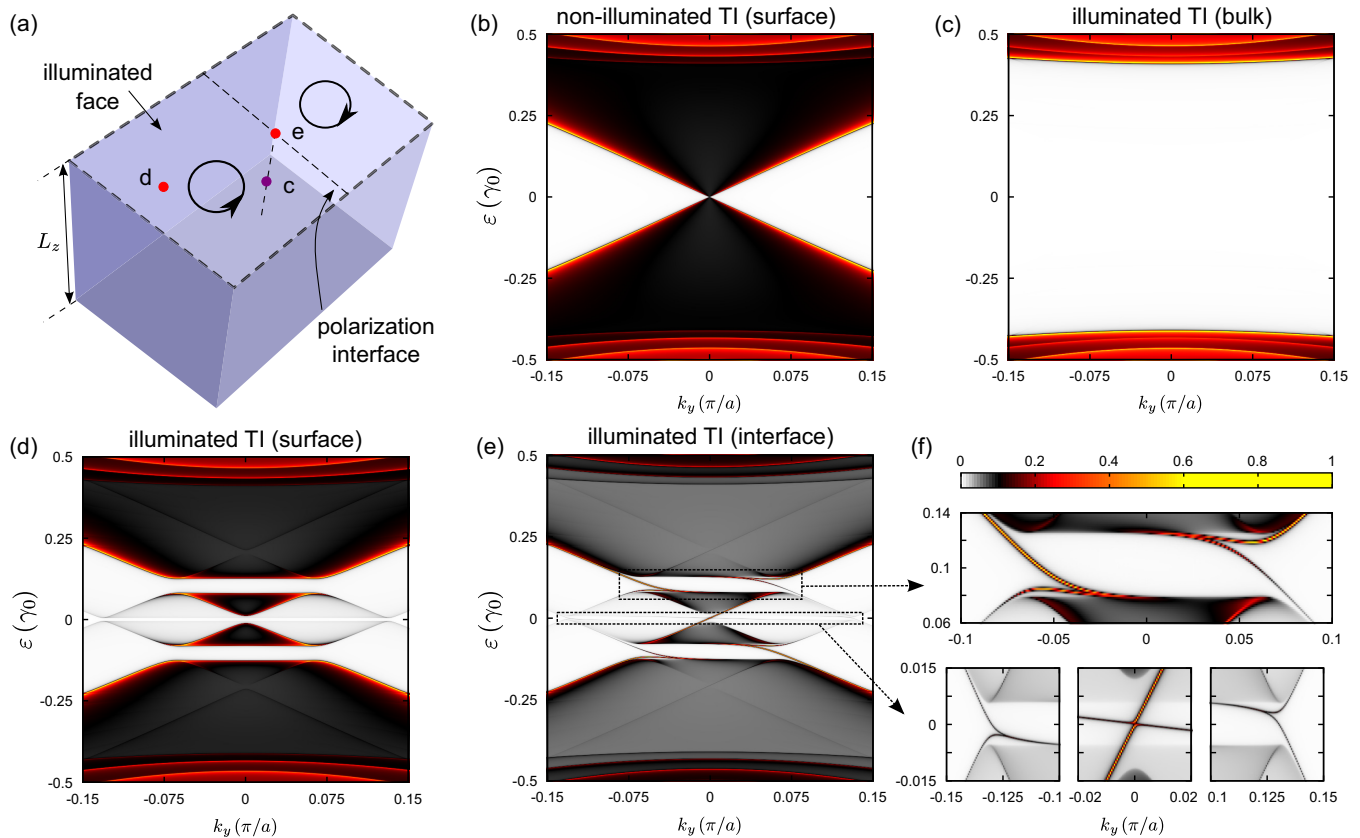 (a)
illuminated
face
d
e
c
L_z
polarization
interface
(b)
non-illuminated TI (surface)
0.5
0.25
0
-0.25
-0.5
ε (γ0)
-0.15 -0.075 0 0.075 0.15
k_y (π/a)
(c)
illuminated TI (bulk)
0.5
0.25
0
-0.25
-0.5
-0.15 -0.075 0 0.075 0.15
k_y (π/a)
(d)
illuminated TI (surface)
0.5
0.25
0
-0.25
-0.5
ε (γ0)
-0.15 -0.075 0 0.075 0.15
k_y (π/a)
(e)
illuminated TI (interface)
0.5
0.25
0
-0.25
-0.5
ε (γ0)
-0.15 -0.075 0 0.075 0.15
k_y (π/a)
(f)
0 0.2 0.4 0.6 0.8 1
0.14
0.12
0.1
0.08
0.06
-0.1 -0.05 0 0.05 0.1
0.015
0
-0.015
-0.15 -0.125 -0.1
-0.02 0 0.02
0.1 0.125 0.15
k_y (π/a)